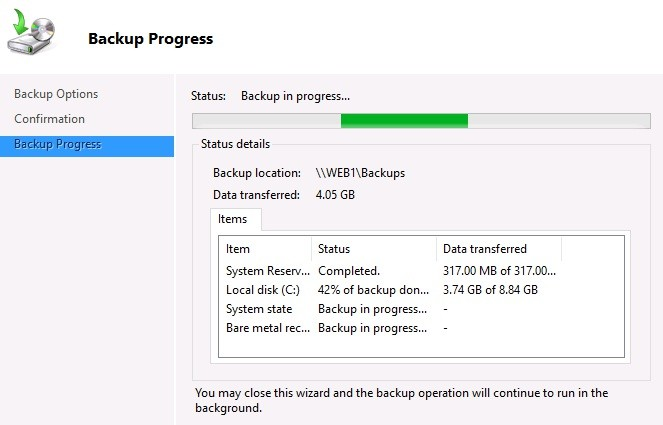 Backup Progress
Backup Options
Confirmation
Backup Progress
Status: Backup in progress...
Status details
Backup location: \\WEB1\Backups
Data transferred: 4.05 GB
Items
Item Status Data transferred
System Reserv... Completed. 317.00 MB of 317.00...
Local disk (C:) 42% of backup don... 3.74 GB of 8.84 GB
System state Backup in progress... -
Bare metal rec... Backup in progress... -
You may close this wizard and the backup operation will continue to run in the
background.